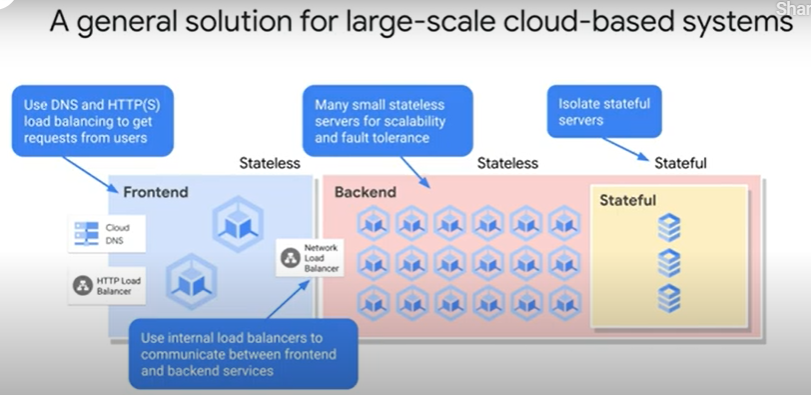 Shar
A general solution for large-scale cloud-based systems
Use DNS and HTTP(S)
load balancing to get
requests from users
Many small stateless
servers for scalability
and fault tolerance
Isolate stateful
servers
Stateless
Stateless
Stateful
Frontend
Backend
Stateful
Cloud
DNS
HTTP Load
Balancer
Network
Load
Balancer
Use internal load balancers to
communicate between frontend
and backend services